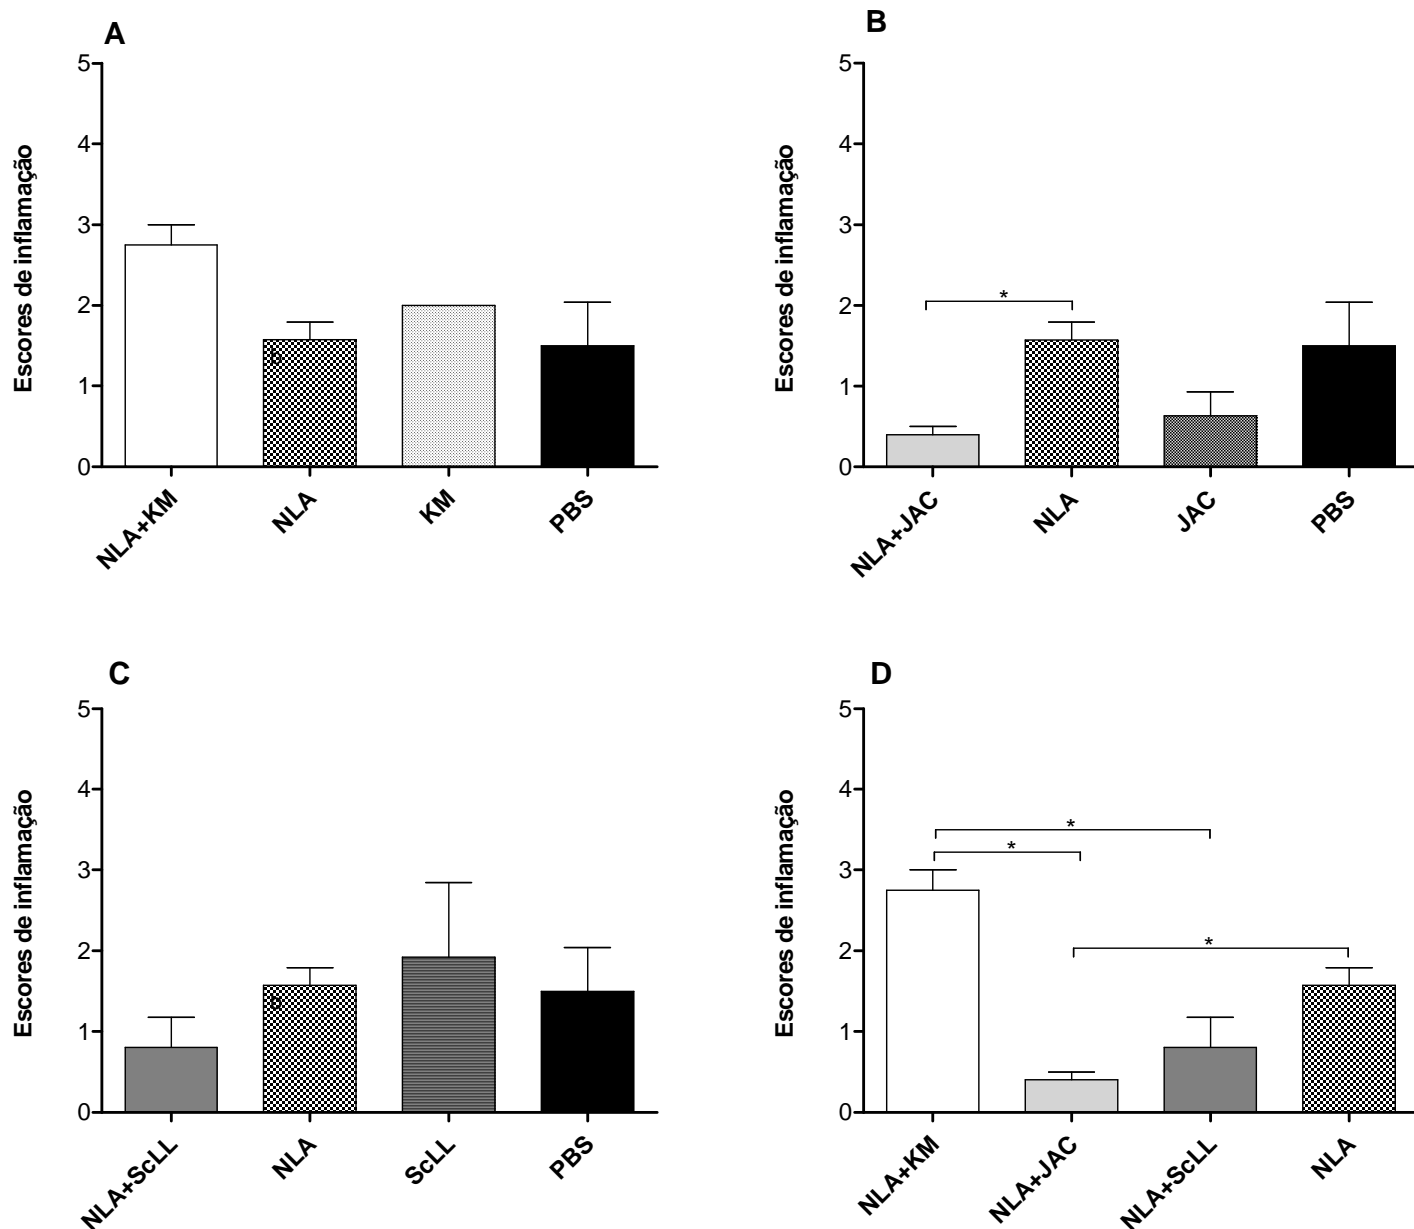 A
Escores de inflamação
5
4
3
2
1
0
b
NLA+KM
NLA
KM
PBS
B
Escores de inflamação
5
4
3
2
1
0
*
NLA+JAC
NLA
JAC
PBS
C
Escores de inflamação
5
4
3
2
1
0
NLA+ScLL
NLA
ScLL
PBS
D
Escores de inflamação
5
4
3
2
1
0
*
*
*
NLA+KM
NLA+JAC
NLA+ScLL
NLA